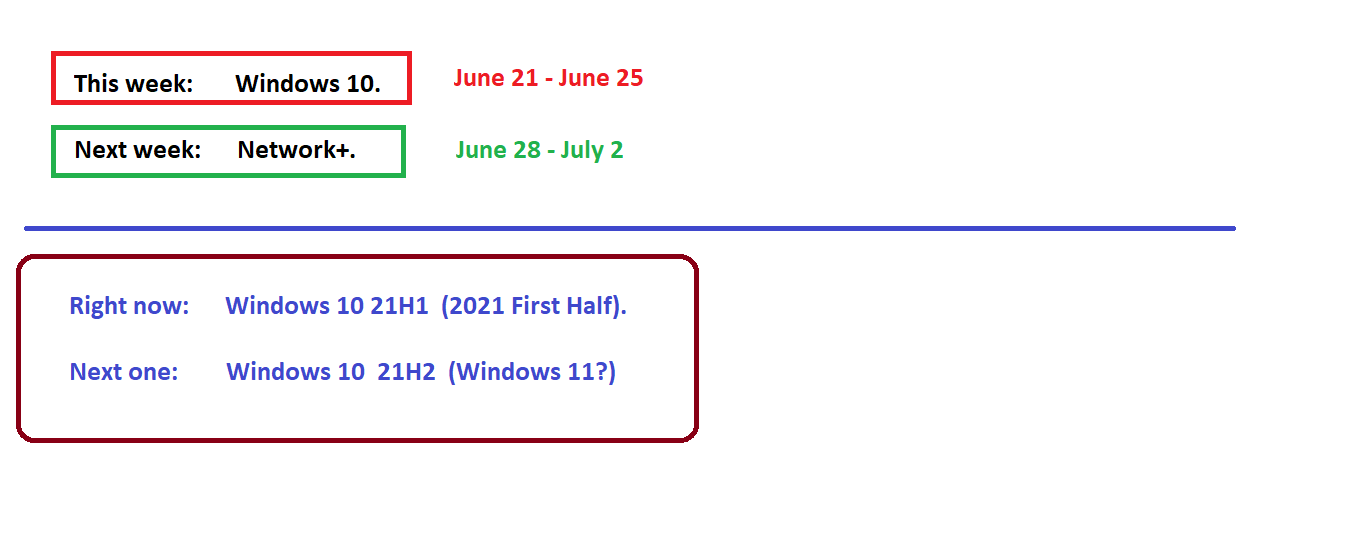 This week: Windows 10. June 21 - June 25
Next week: Network+. June 28 - July 2
Right now: Windows 10 21H1 (2021 First Half).
Next one: Windows 10 21H2 (Windows 11?)